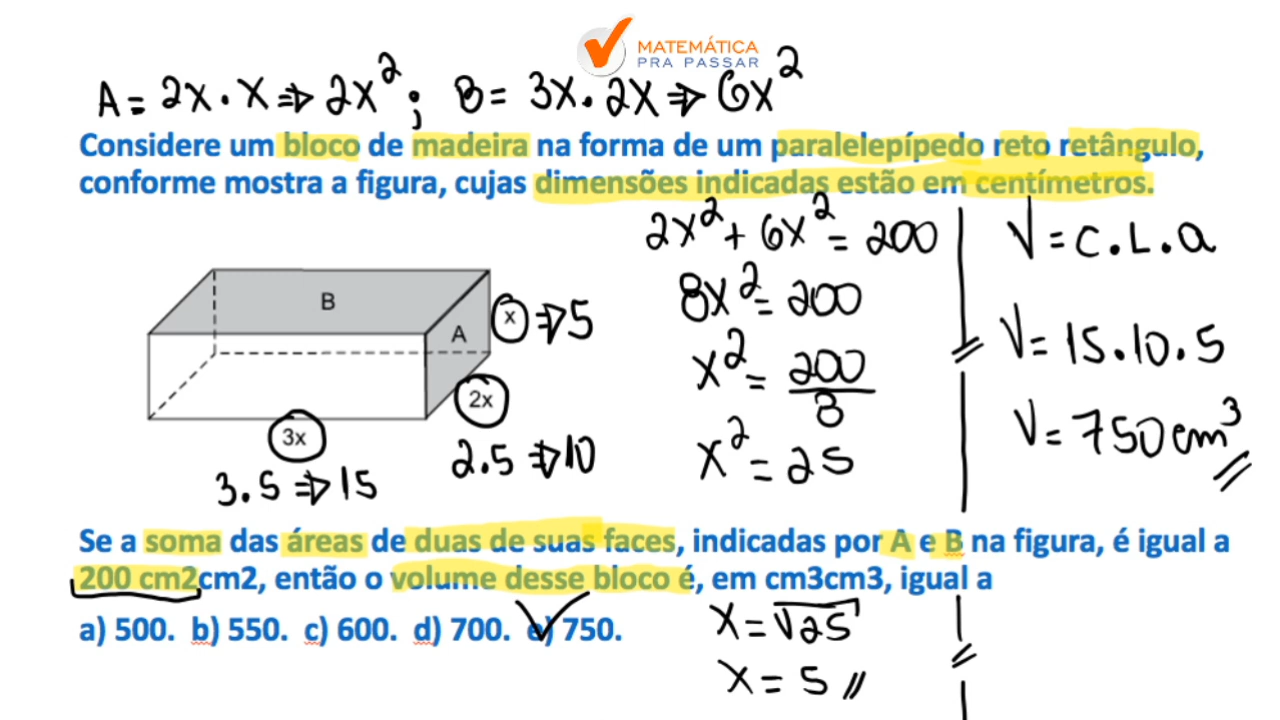 MATEMÁTICA
PRA PASSAR
A = 2x . x ⇒ 2x² ; B = 3x . 2x ⇒ 6x²
Considere um bloco de madeira na forma de um paralelepípedo reto retângulo,
conforme mostra a figura, cujas dimensões indicadas estão em centímetros.
B
A
x ⇒ 5
2x
3x
2.5 ⇒ 10
3.5 ⇒ 15
2x² + 6x² = 200
8x² = 200
x² = 200/8
x² = 25
V = c.L.a
V = 15.10.5
V = 750cm³
Se a soma das áreas de duas de suas faces, indicadas por A e B na figura, é igual a
200 cm2cm2, então o volume desse bloco é, em cm3cm3, igual a
a) 500. b) 550. c) 600. d) 700. e) 750.
x = √25
x = 5